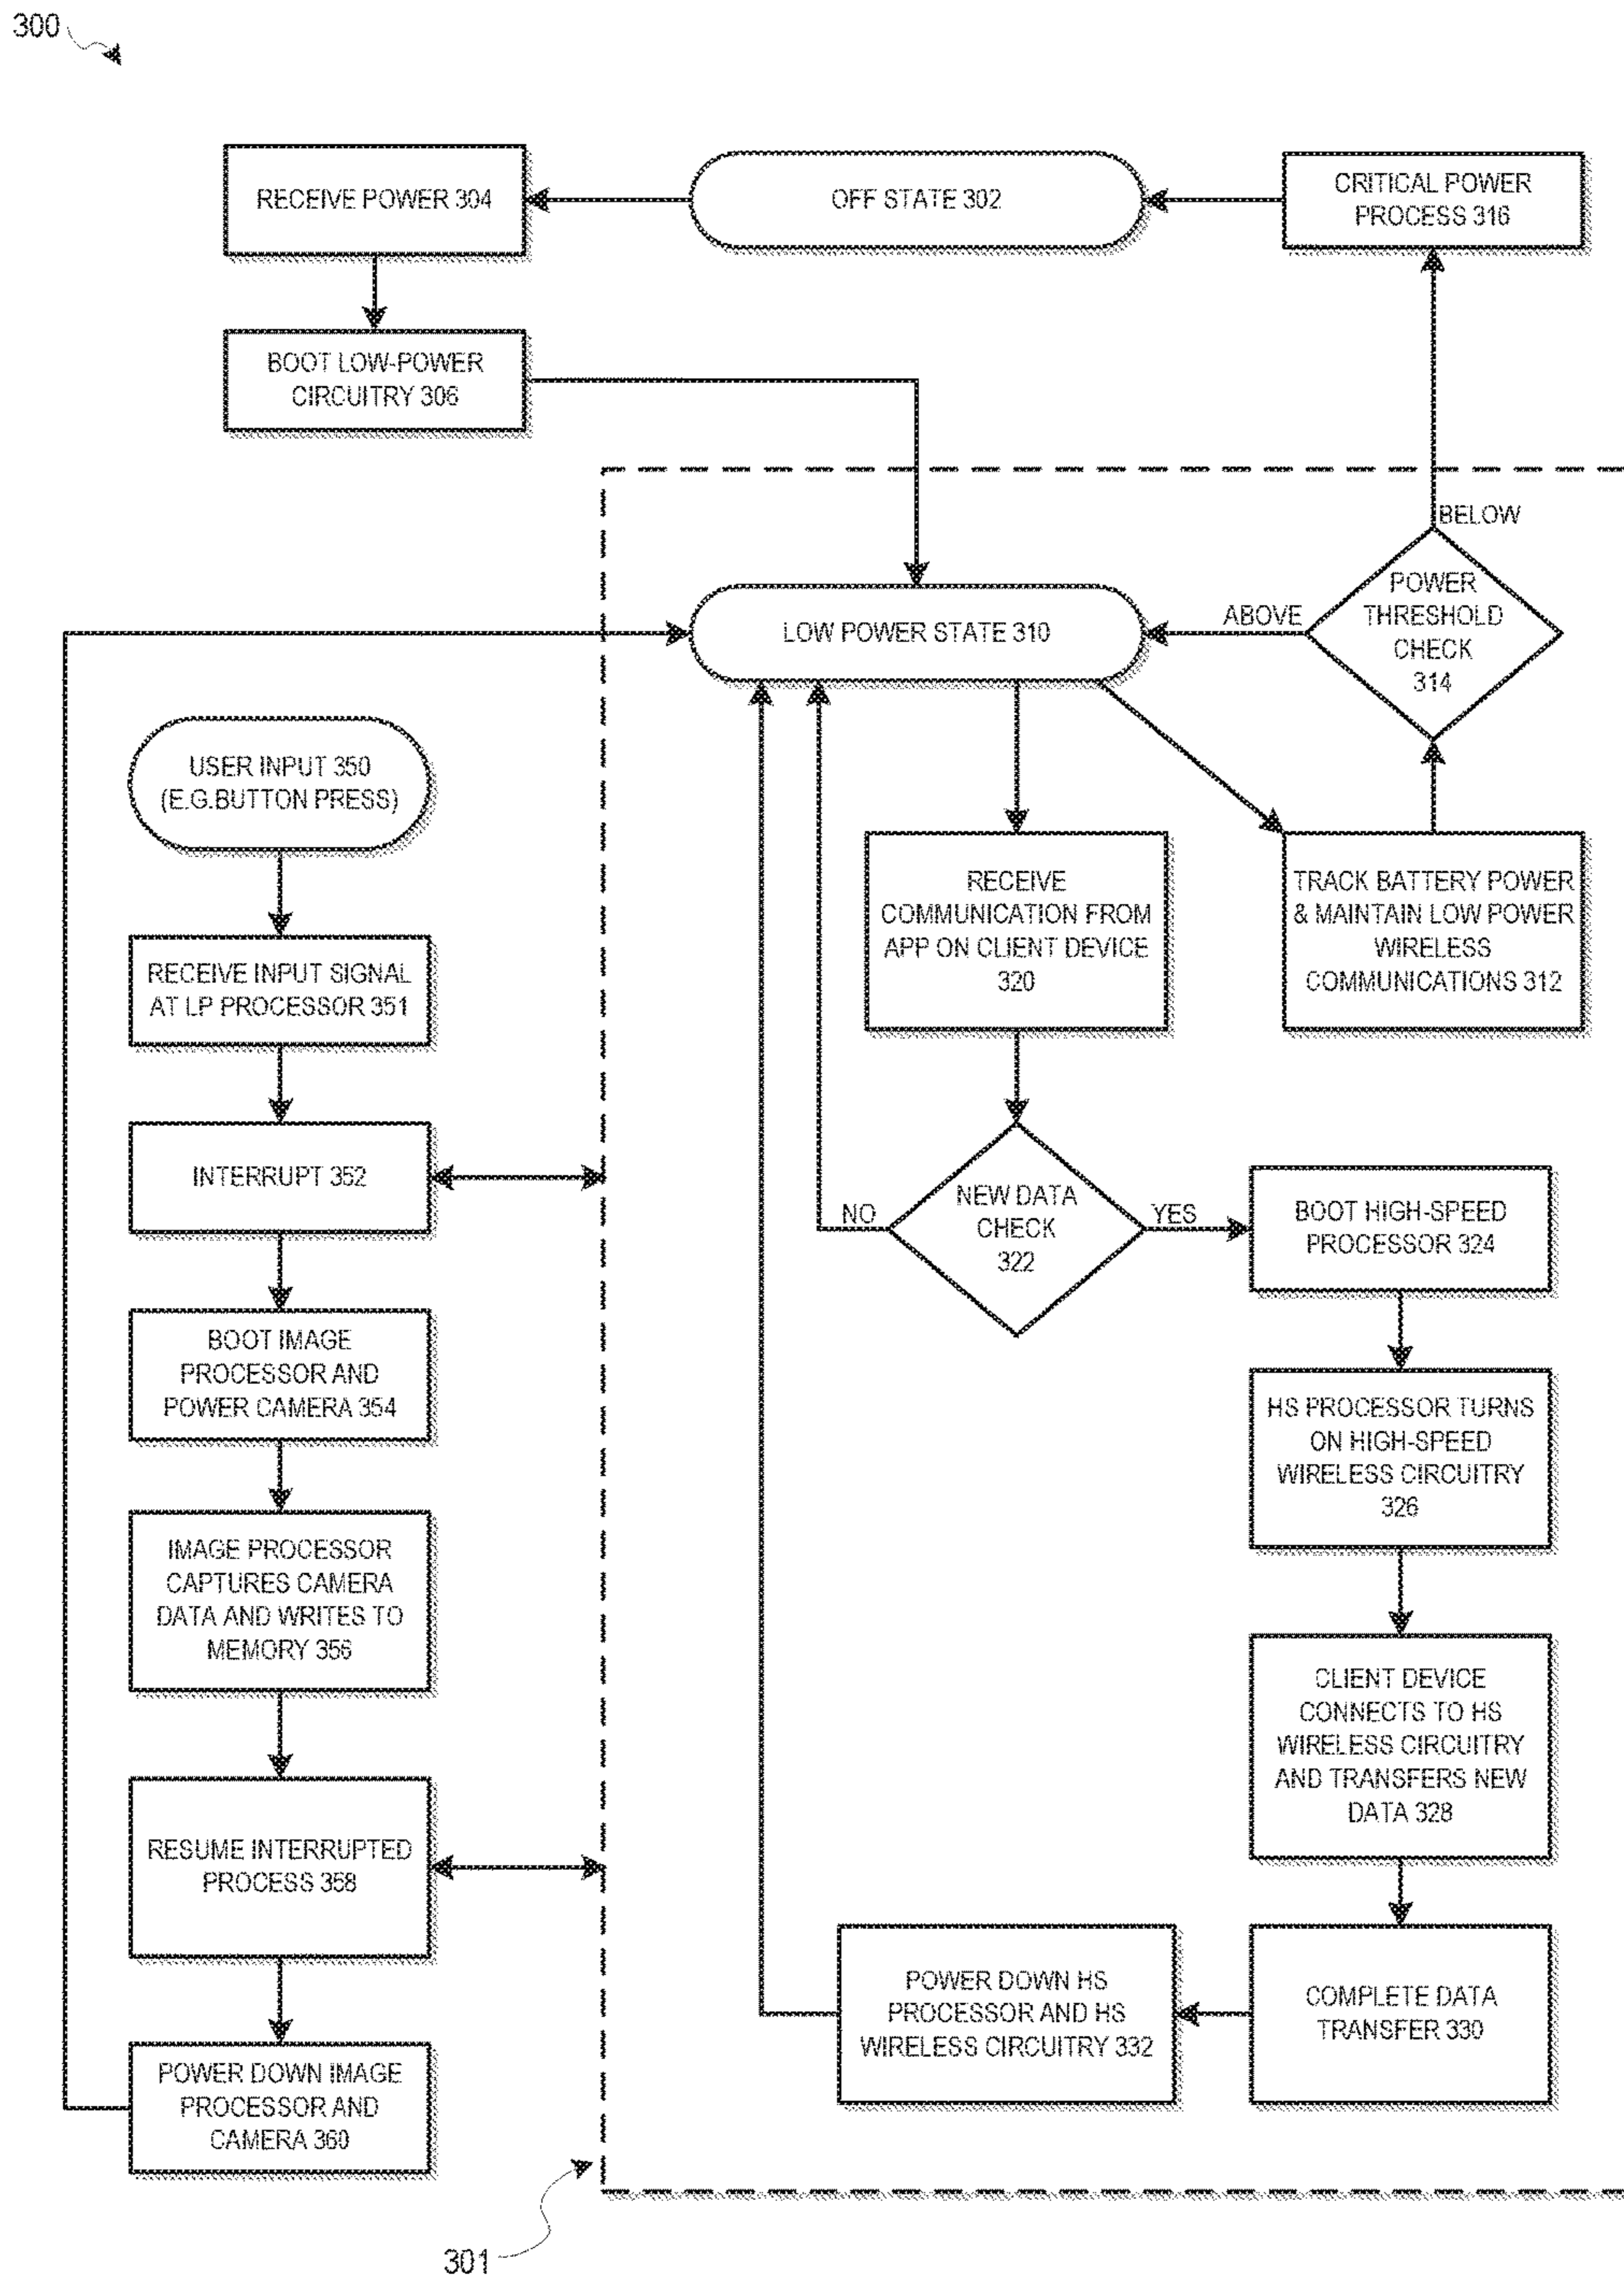 300
RECEIVE POWER 304
OFF STATE 302
CRITICAL POWER
PROCESS 316
BOOT LOW-POWER
CIRCUITRY 306
BELOW
POWER
THRESHOLD
CHECK
314
ABOVE
LOW POWER STATE 310
USER INPUT 350
(E.G.BUTTON PRESS)
RECEIVE INPUT SIGNAL
AT LP PROCESSOR 351
INTERRUPT 352
BOOT IMAGE
PROCESSOR AND
POWER CAMERA 354
IMAGE PROCESSOR
CAPTURES CAMERA
DATA AND WRITES TO
MEMORY 356
RESUME INTERRUPTED
PROCESS 358
POWER DOWN IMAGE
PROCESSOR AND
CAMERA 360
RECEIVE
COMMUNICATION FROM
APP ON CLIENT DEVICE
320
TRACK BATTERY POWER
& MAINTAIN LOW POWER
WIRELESS
COMMUNICATIONS 312
NEW DATA
CHECK
322
NO
YES
BOOT HIGH-SPEED
PROCESSOR 324
HS PROCESSOR TURNS
ON HIGH-SPEED
WIRELESS CIRCUITRY
326
CLIENT DEVICE
CONNECTS TO HS
WIRELESS CIRCUITRY
AND TRANSFERS NEW
DATA 328
COMPLETE DATA
TRANSFER 330
POWER DOWN HS
PROCESSOR AND HS
WIRELESS CIRCUITRY 332
301